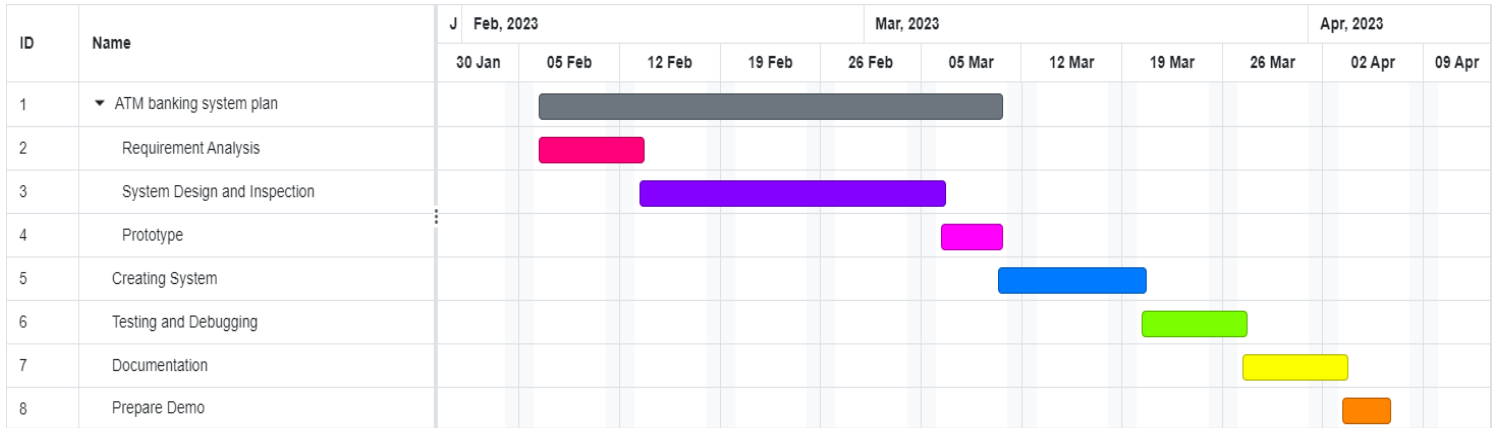 ID Name J Feb, 2023 Mar, 2023 Apr, 2023
30 Jan 05 Feb 12 Feb 19 Feb 26 Feb 05 Mar 12 Mar 19 Mar 26 Mar 02 Apr 09 Apr
1 ATM banking system plan
2 Requirement Analysis
3 System Design and Inspection
4 Prototype
5 Creating System
6 Testing and Debugging
7 Documentation
8 Prepare Demo